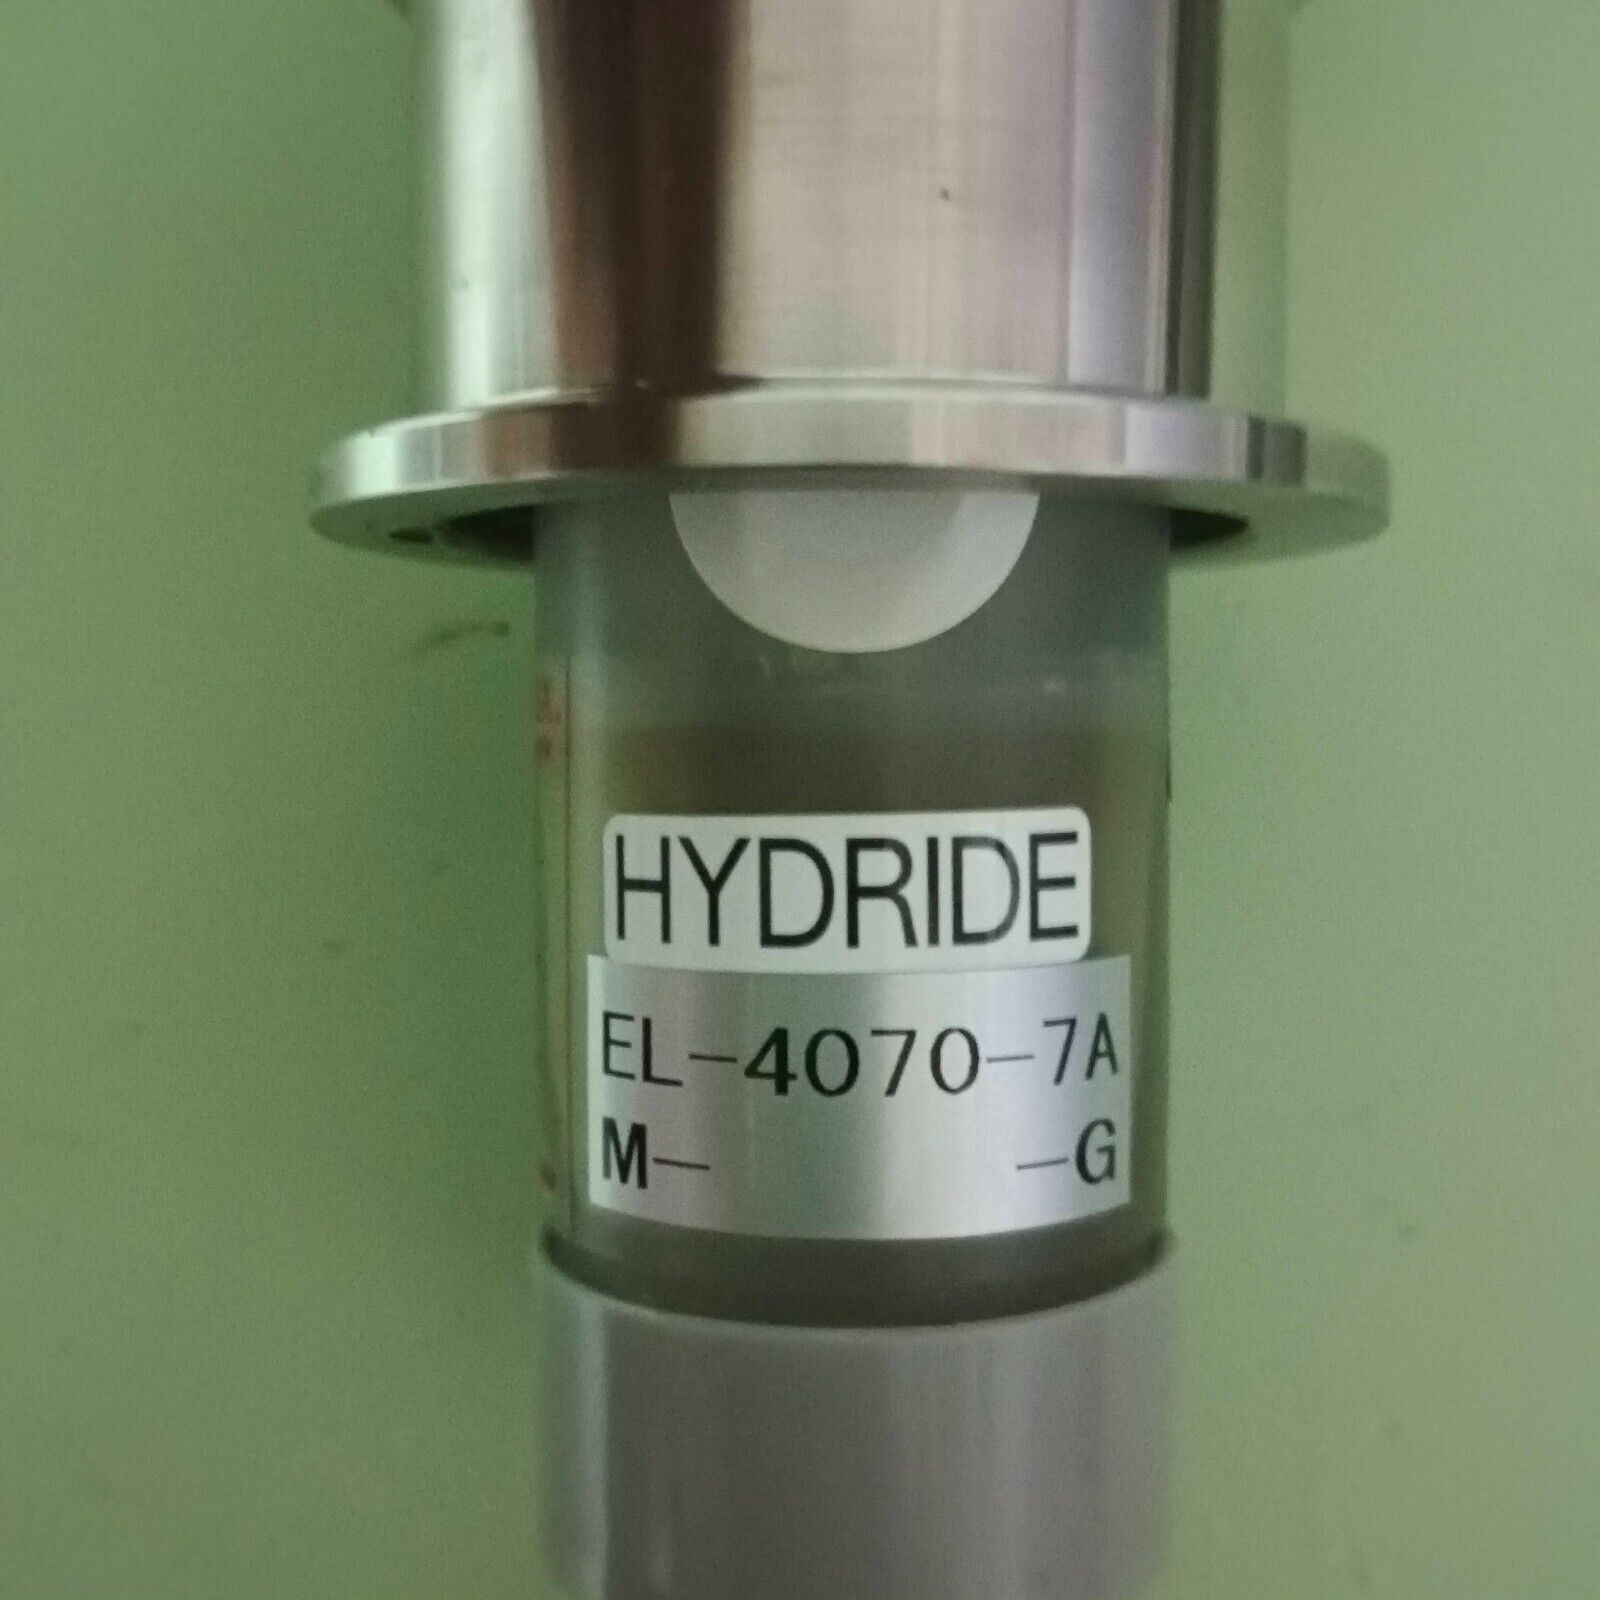 HYDRIDE
EL-4070-7A
M- -G